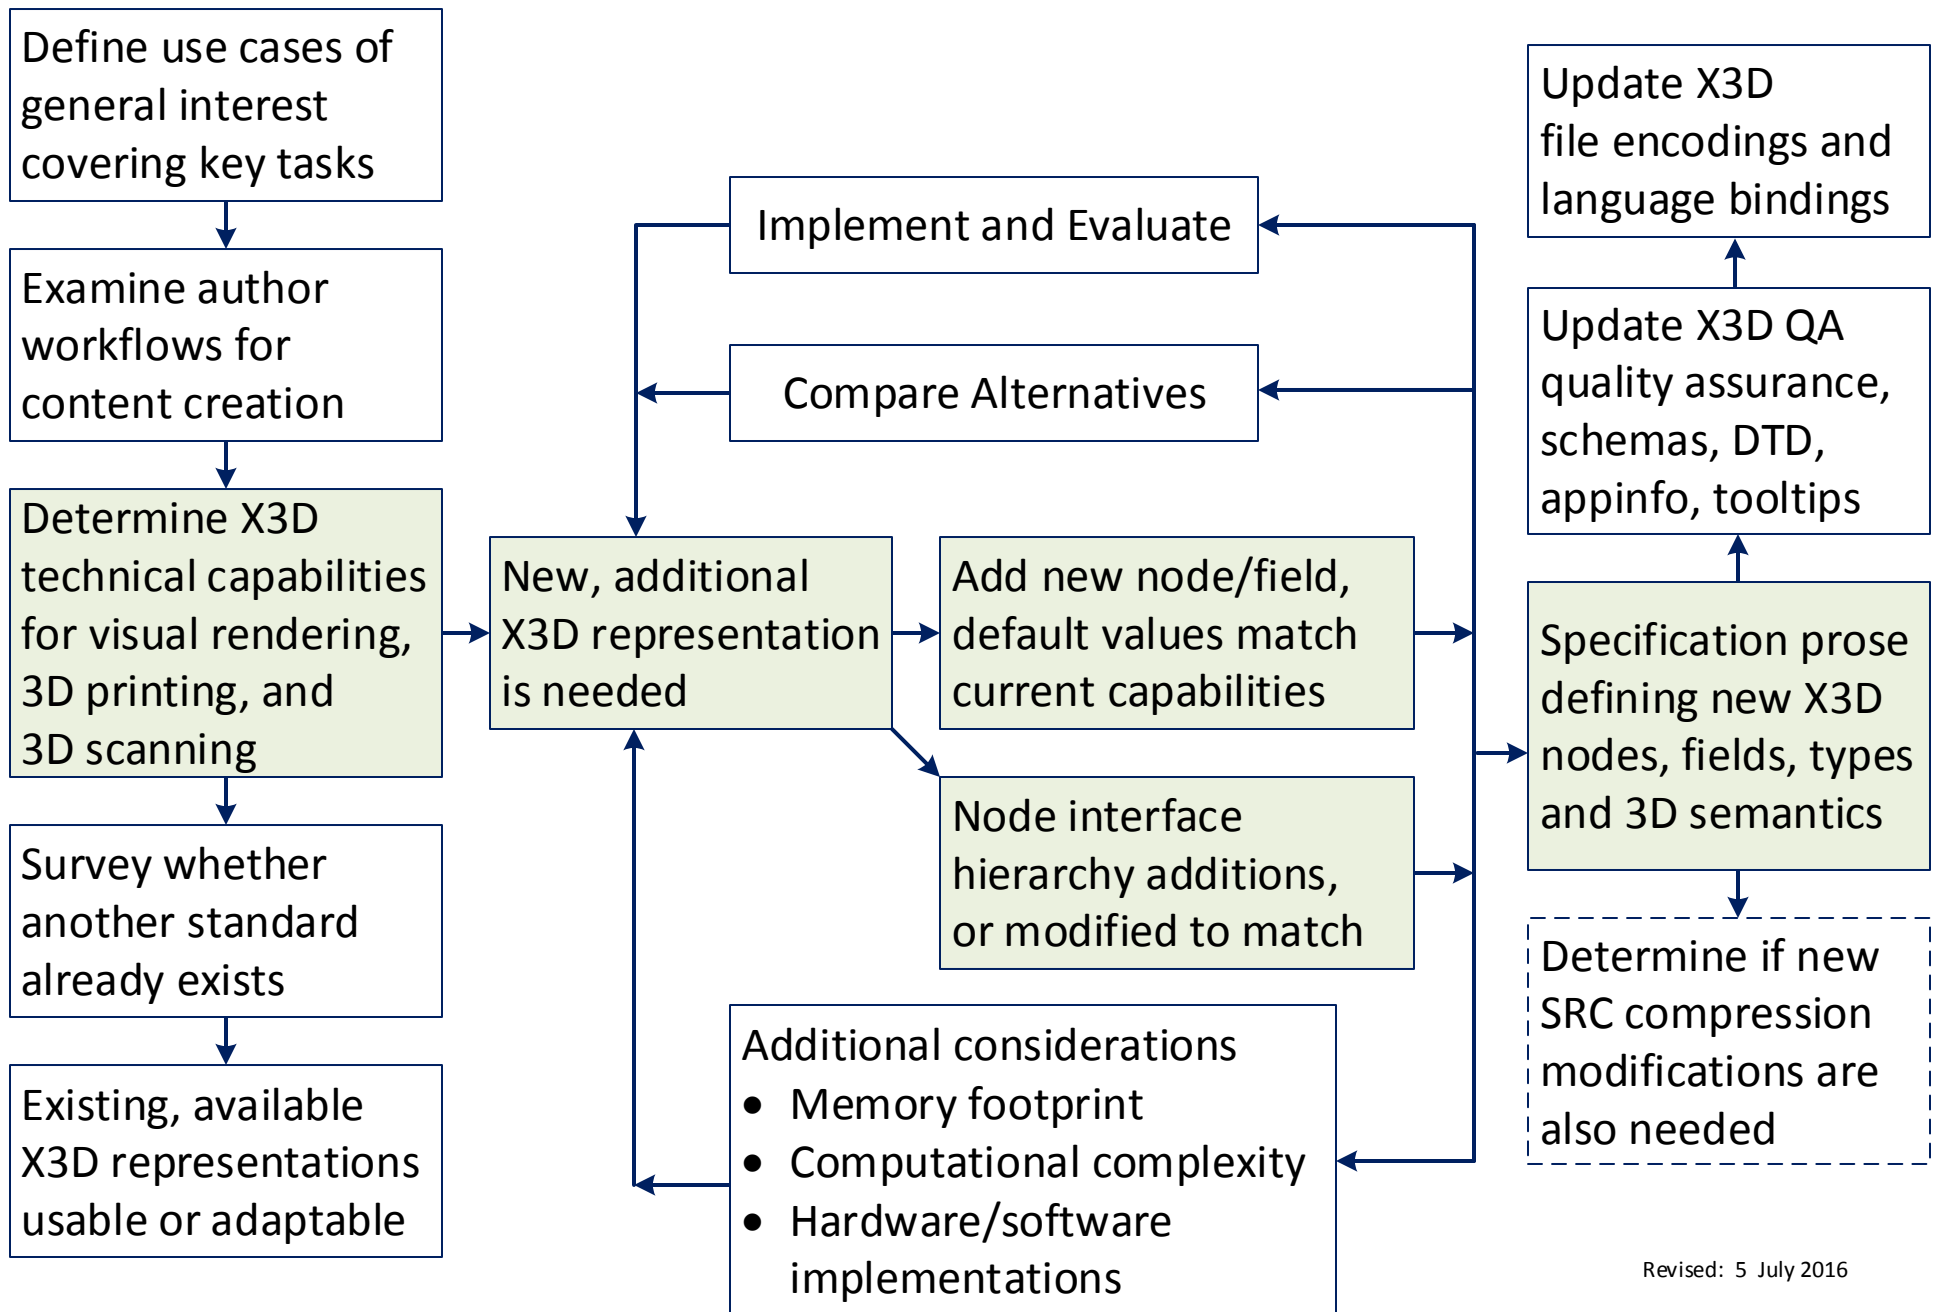 Define use cases of
general interest
covering key tasks
Examine author
workflows for
content creation
Determine X3D
technical capabilities
for visual rendering,
3D printing, and
3D scanning
Survey whether
another standard
already exists
Existing, available
X3D representations
usable or adaptable
Implement and Evaluate
Compare Alternatives
New, additional
X3D representation
is needed
Add new node/field,
default values match
current capabilities
Node interface
hierarchy additions,
or modified to match
Additional considerations
• Memory footprint
• Computational complexity
• Hardware/software
implementations
Update X3D
file encodings and
language bindings
Update X3D QA
quality assurance,
schemas, DTD,
appinfo, tooltips
Specification prose
defining new X3D
nodes, fields, types
and 3D semantics
Determine if new
SRC compression
modifications are
also needed
Revised: 5 July 2016